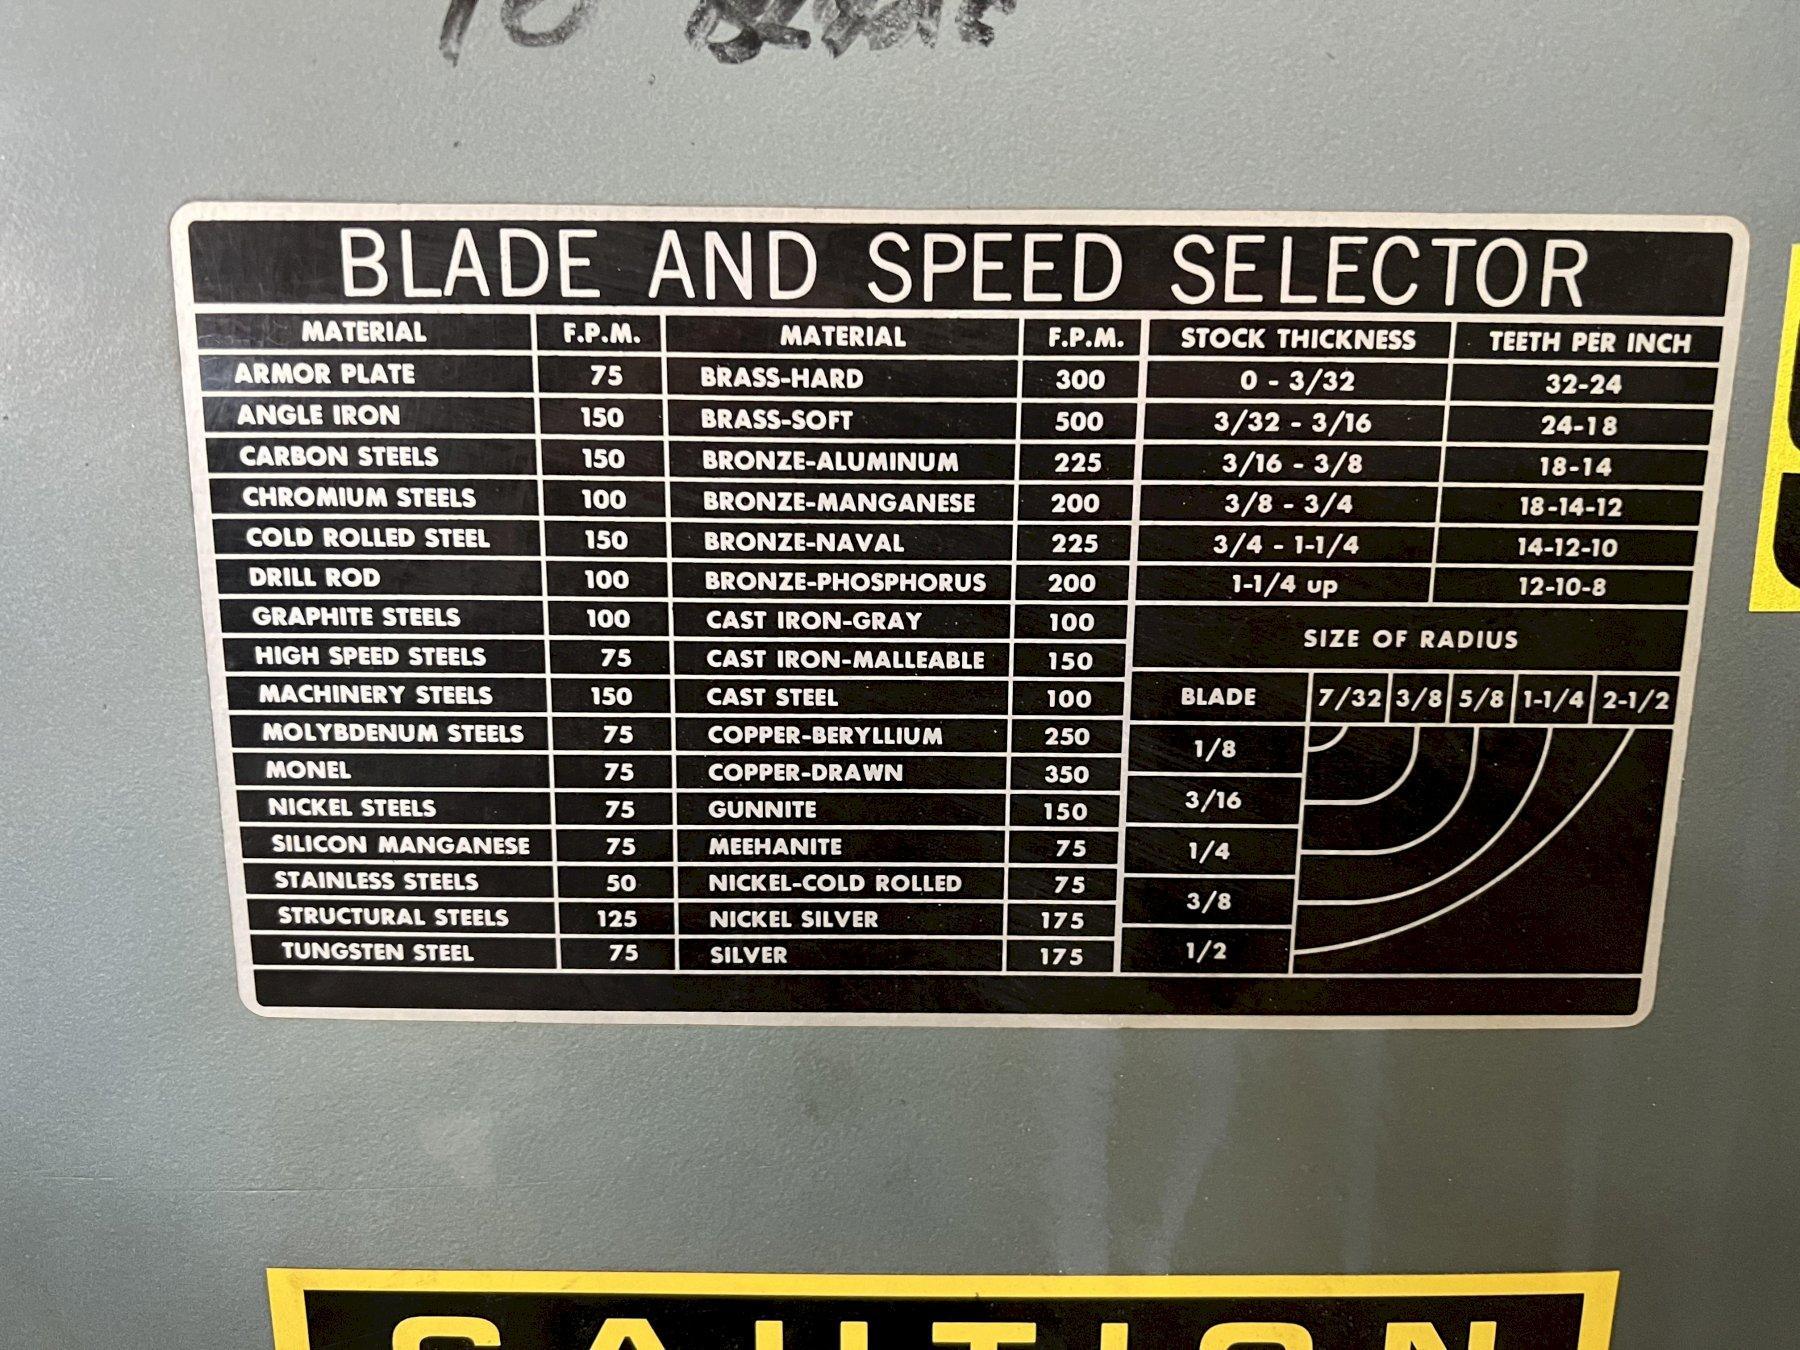 TO
BLADE AND SPEED SELECTOR
MATERIAL F.P.M. MATERIAL F.P.M. STOCK THICKNESS TEETH PER INCH
ARMOR PLATE 75 BRASS-HARD 300 0 - 3/32 32-24
ANGLE IRON 150 BRASS-SOFT 500 3/32 - 3/16 24-18
CARBON STEELS 150 BRONZE-ALUMINUM 225 3/16 - 3/8 18-14
CHROMIUM STEELS 100 BRONZE-MANGANESE 200 3/8 - 3/4 18-14-12
COLD ROLLED STEEL 150 BRONZE-NAVAL 225 3/4 - 1-1/4 14-12-10
DRILL ROD 100 BRONZE-PHOSPHORUS 200 1-1/4 up 12-10-8
GRAPHITE STEELS 100 CAST IRON-GRAY 100 SIZE OF RADIUS
HIGH SPEED STEELS 75 CAST IRON-MALLEABLE 150
MACHINERY STEELS 150 CAST STEEL 100 BLADE 7/32 3/8 5/8 1-1/4 2-1/2
MOLYBDENUM STEELS 75 COPPER-BERYLLIUM 250 1/8
MONEL 75 COPPER-DRAWN 350
NICKEL STEELS 75 GUNNITE 150 3/16
SILICON MANGANESE 75 MEEHANITE 75 1/4
STAINLESS STEELS 50 NICKEL-COLD ROLLED 75
STRUCTURAL STEELS 125 NICKEL SILVER 175 3/8
TUNGSTEN STEEL 75 SILVER 175 1/2
CAUTION